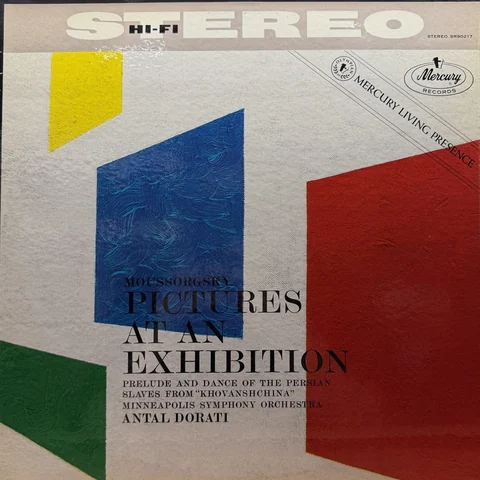 STEREO
HI-FI
STEREO SR90217
Mercury
RECORDS
MERCURY LIVING PRESENCE
MOUSSORGSKY
PICTURES
AT AN
EXHIBITION
PRELUDE AND DANCE OF THE PERSIAN
SLAVES FROM "KHOVANSHCHINA"
MINNEAPOLIS SYMPHONY ORCHESTRA
ANTAL DORATI